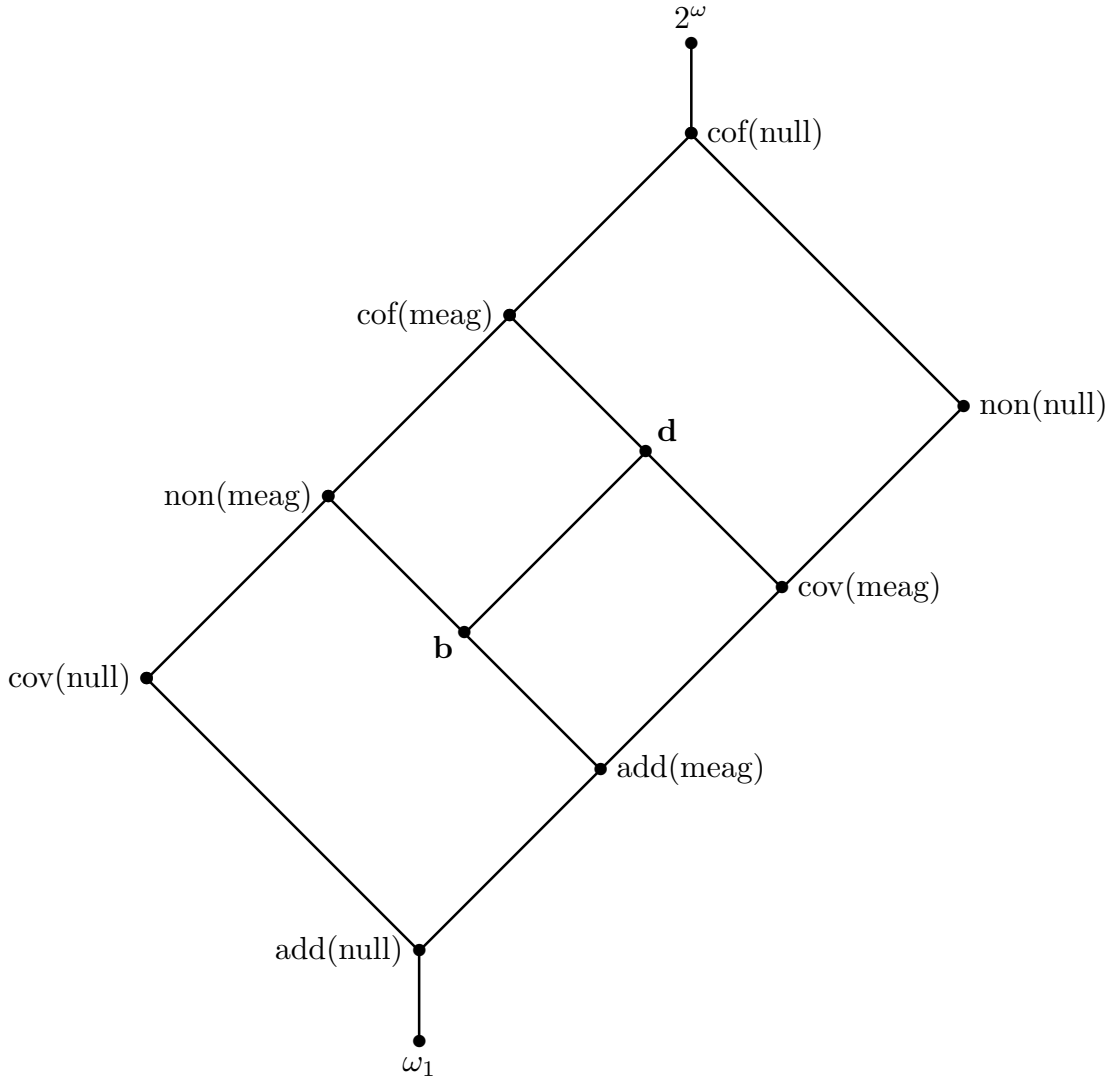 2^ω
cof(null)
cof(meag)
non(null)
d
non(meag)
cov(meag)
b
cov(null)
add(meag)
add(null)
ω₁